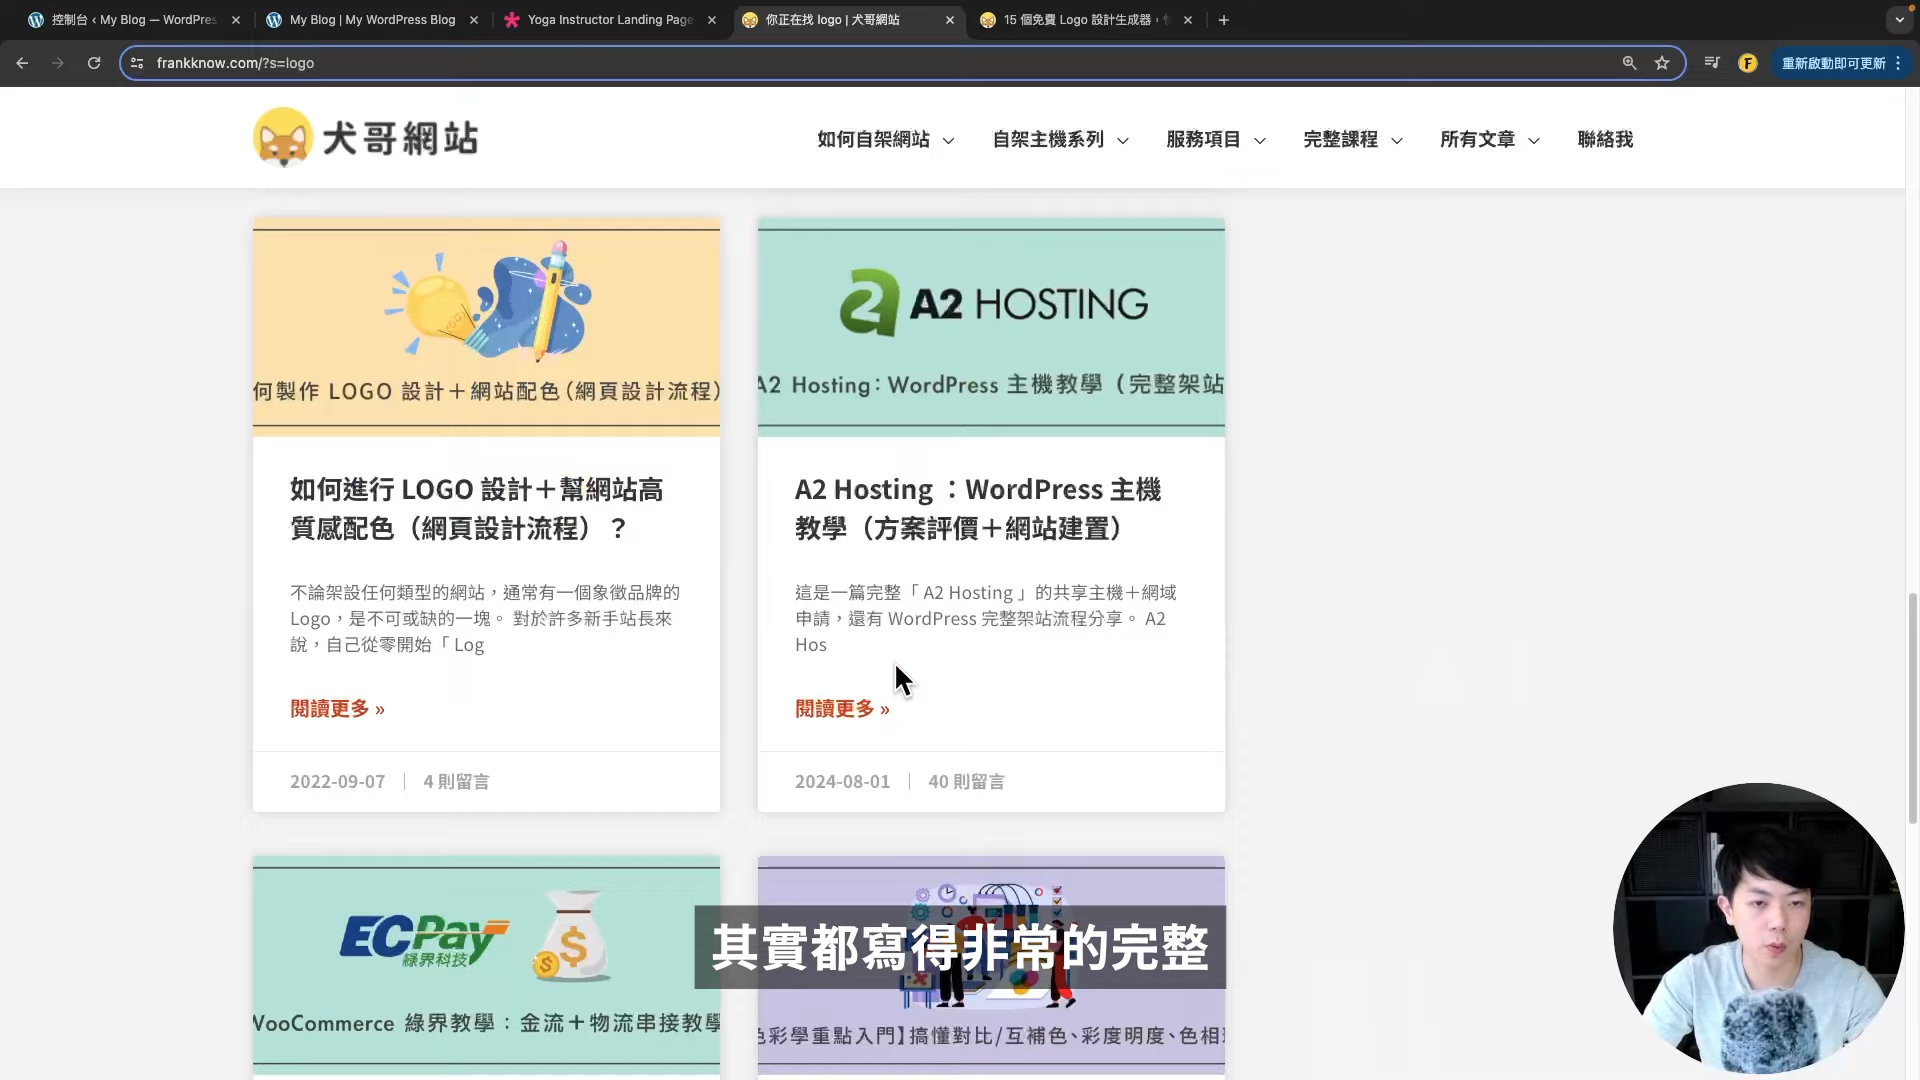 控制台 ‹ My Blog — WordPres
My Blog | My WordPress Blog
Yoga Instructor Landing Page
你正在找 logo | 犬哥網站
15 個免費 Logo 設計生成器，
frankknow.com/?s=logo
F
重新啟動即可更新
犬哥網站
如何自架網站
自架主機系列
服務項目
完整課程
所有文章
聯絡我
何製作 LOGO 設計＋網站配色（網頁設計流程）
如何進行 LOGO 設計＋幫網站高
質感配色（網頁設計流程）？
不論架設任何類型的網站，通常有一個象徵品牌的
Logo，是不可或缺的一塊。 對於許多新手站長來
說，自己從零開始「 Log
閱讀更多 »
2022-09-07
4 則留言
A2 HOSTING
A2 Hosting：WordPress 主機教學（完整架站
A2 Hosting ：WordPress 主機
教學（方案評價＋網站建置）
這是一篇完整「 A2 Hosting 」的共享主機＋網域
申請，還有 WordPress 完整架站流程分享。 A2
Hos
閱讀更多 »
2024-08-01
40 則留言
ECPay
綠界科技
WooCommerce 綠界教學：金流＋物流串接教學
色彩學重點入門】搞懂對比/互補色、彩度明度、色相
其實都寫得非常的完整